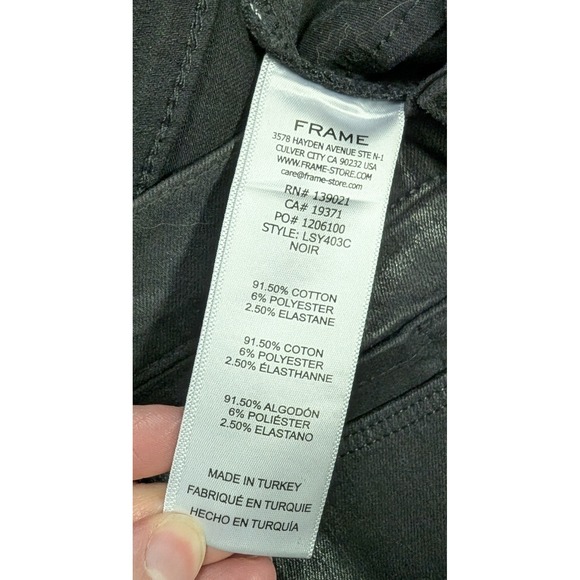 FRAME
3578 HAYDEN AVENUE STE N-1
CULVER CITY CA 90232 USA
WWW.FRAME-STORE.COM
care@frame-store.com
RN# 139021
CA# 19371
PO# 1206100
STYLE: LSY403C
NOIR
91.50% COTTON
6% POLYESTER
2.50% ELASTANE
91.50% COTON
6% POLYESTER
2.50% ÉLASTHANNE
91.50% ALGODÓN
6% POLIÉSTER
2.50% ELASTANO
MADE IN TURKEY
FABRIQUÉ EN TURQUIE
HECHO EN TURQUÍA